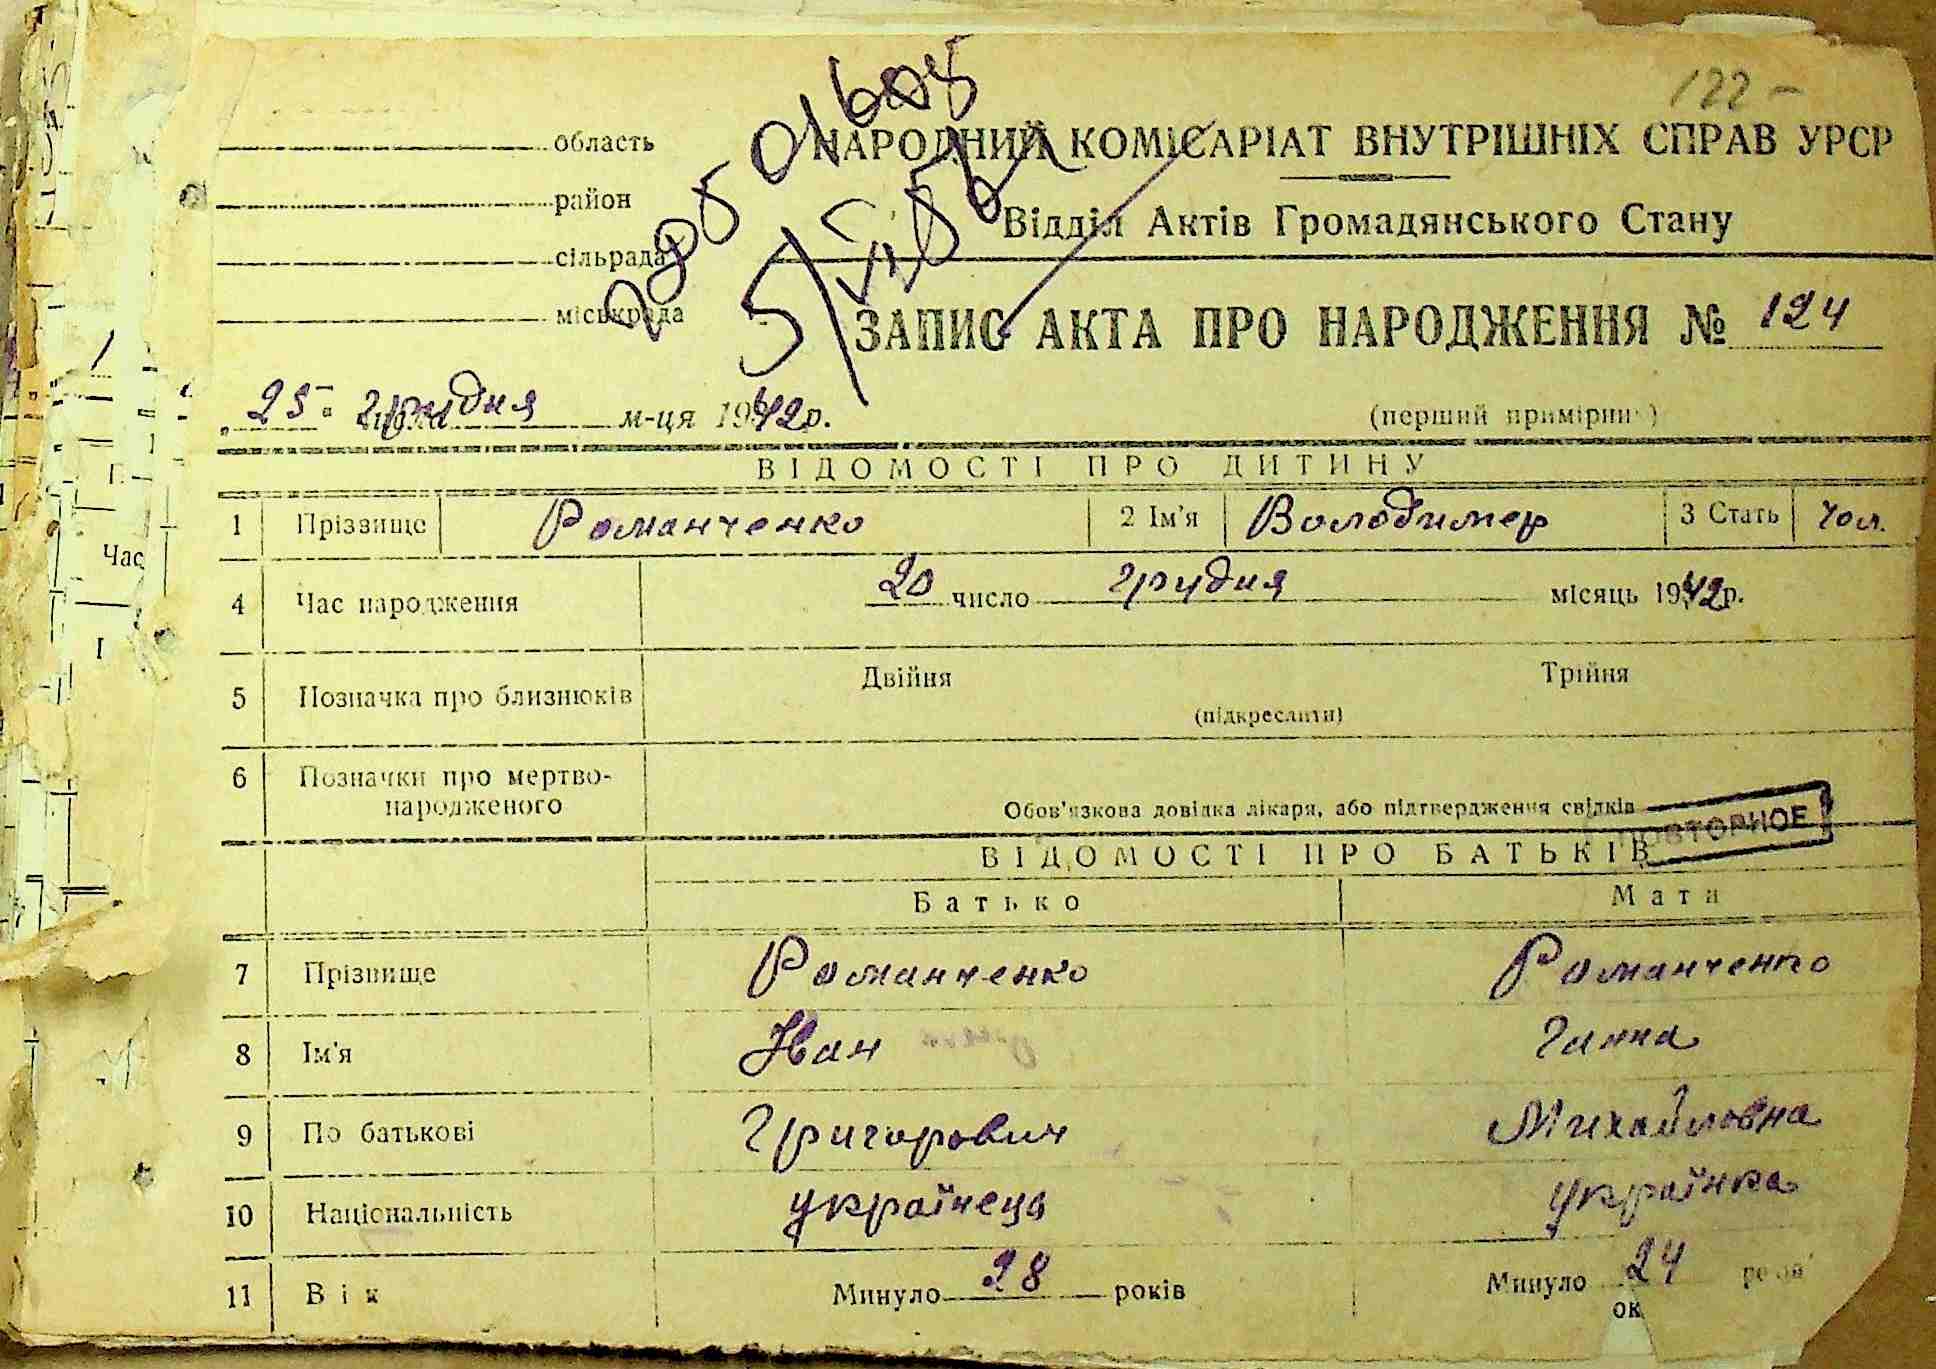 122 –
область
район
сільрада
міськрада
НАРОДНИЙ КОМІСАРІАТ ВНУТРІШНІХ СПРАВ УРСР
Відділ Актів Громадянського Стану
ЗАПИС АКТА ПРО НАРОДЖЕННЯ № 124
„25" грудня м-ця 1942р.
(перший примірник)
ВІДОМОСТІ ПРО ДИТИНУ
1 Прізвище Романченко 2 Ім'я Володимер 3 Стать чол.
4 Час народження 20 число грудня місяць 1942р.
5 Позначка про близнюків Двійня Трійня
(підкреслити)
6 Позначки про мертво-
народженого Обов'язкова довідка лікаря, або підтвердження свідків
ПОВТОРНОЕ
ВІДОМОСТІ ПРО БАТЬКІВ
Батько Мати
7 Прізвище Романченко Романченко
8 Ім'я Іван Ганна
9 По батькові Григорович Михайловна
10 Національність українець українка
11 Вік Минуло 28 років Минуло 24 років
ок
Час
І